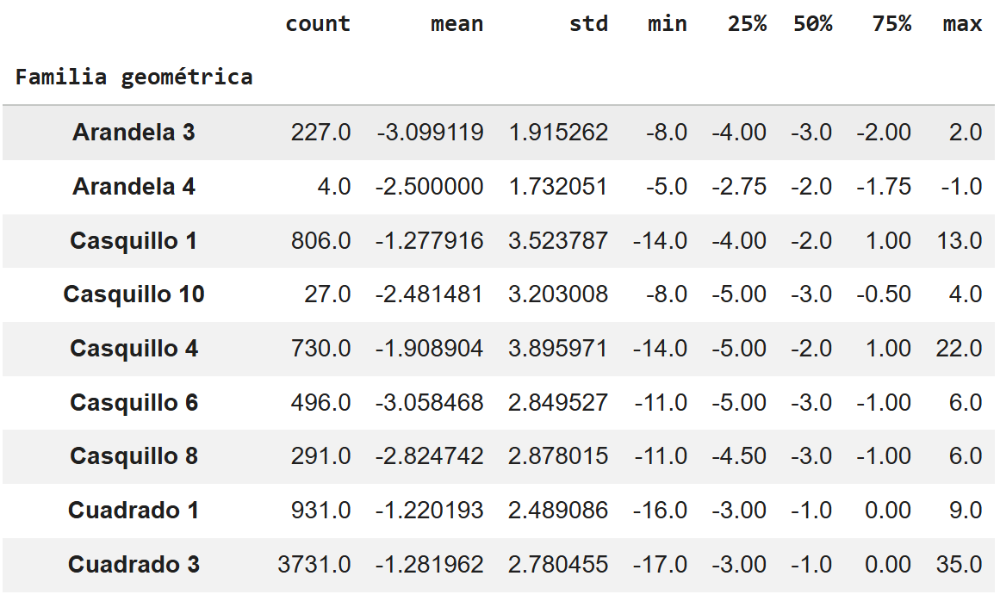 count mean std min 25% 50% 75% max
Familia geométrica
Arandela 3 227.0 -3.099119 1.915262 -8.0 -4.00 -3.0 -2.00 2.0
Arandela 4 4.0 -2.500000 1.732051 -5.0 -2.75 -2.0 -1.75 -1.0
Casquillo 1 806.0 -1.277916 3.523787 -14.0 -4.00 -2.0 1.00 13.0
Casquillo 10 27.0 -2.481481 3.203008 -8.0 -5.00 -3.0 -0.50 4.0
Casquillo 4 730.0 -1.908904 3.895971 -14.0 -5.00 -2.0 1.00 22.0
Casquillo 6 496.0 -3.058468 2.849527 -11.0 -5.00 -3.0 -1.00 6.0
Casquillo 8 291.0 -2.824742 2.878015 -11.0 -4.50 -3.0 -1.00 6.0
Cuadrado 1 931.0 -1.220193 2.489086 -16.0 -3.00 -1.0 0.00 9.0
Cuadrado 3 3731.0 -1.281962 2.780455 -17.0 -3.00 -1.0 0.00 35.0